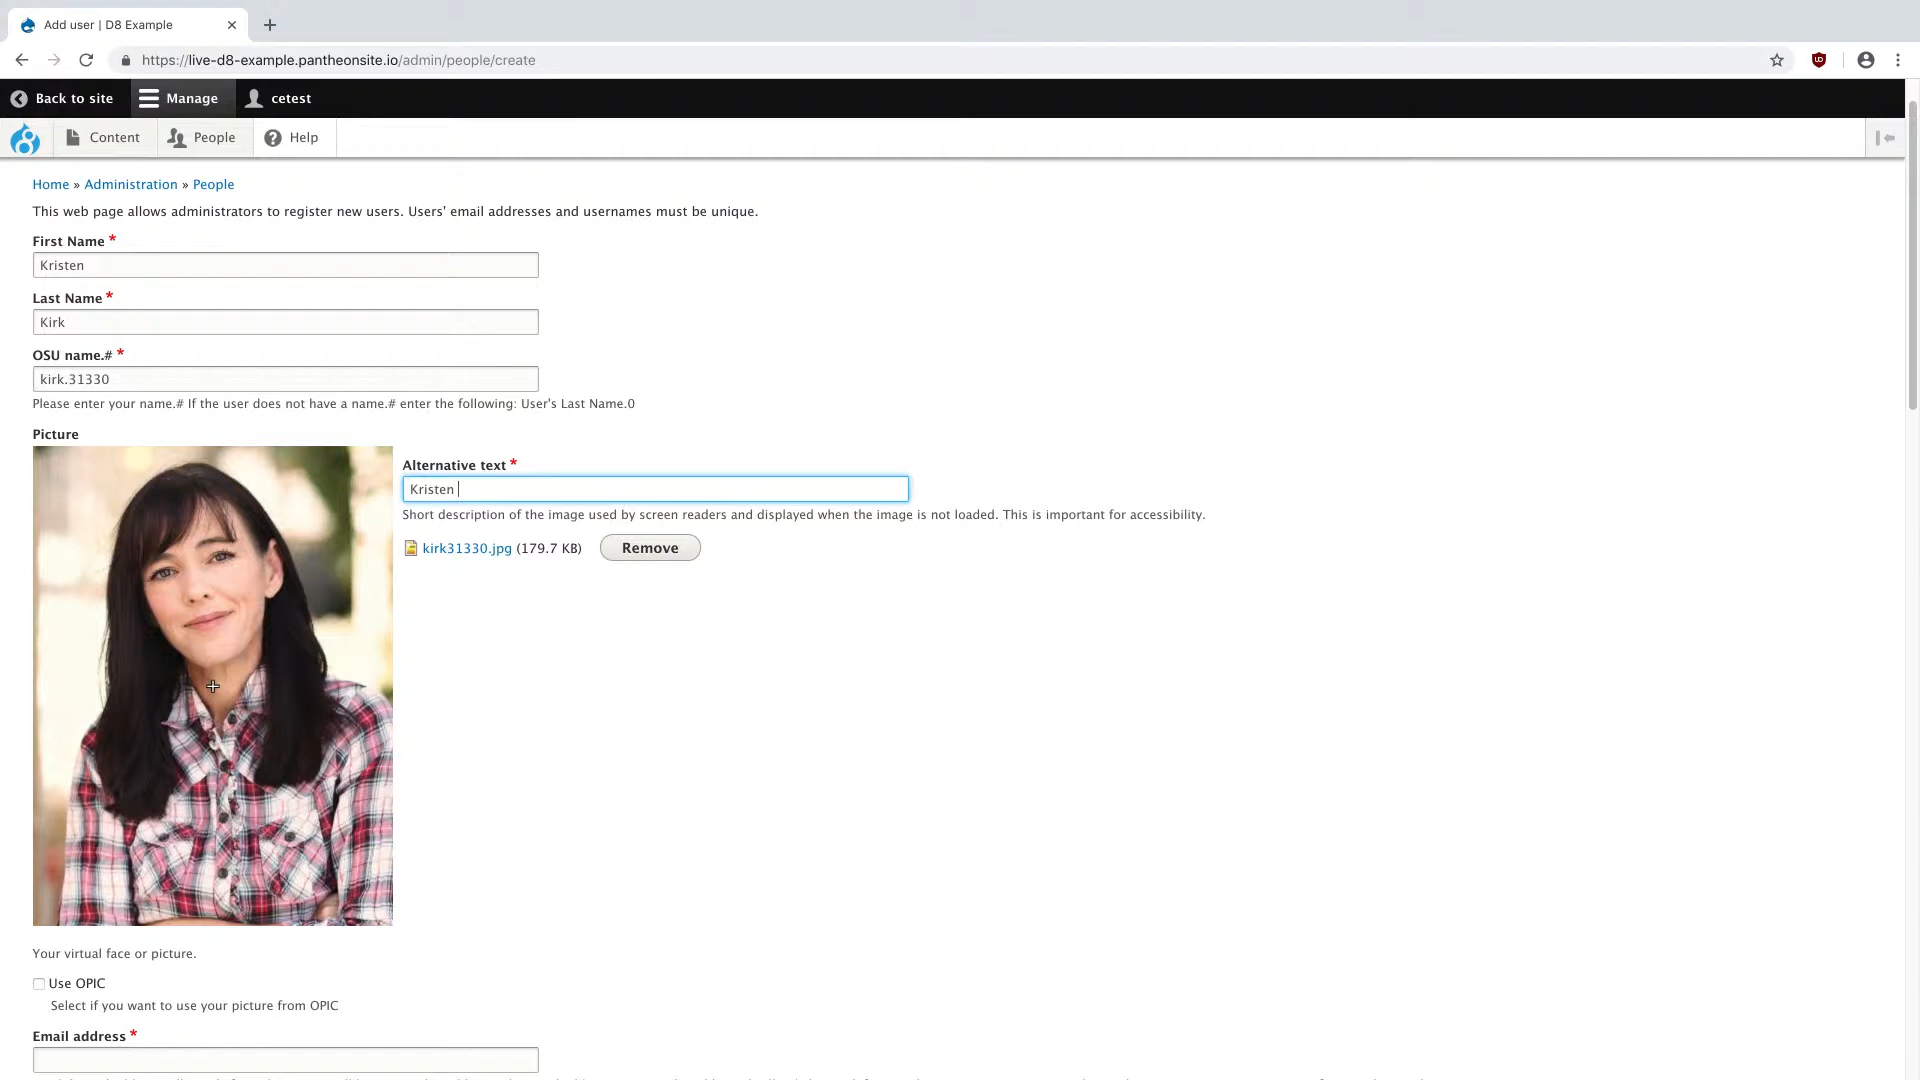 Add user | D8 Example
https://live-d8-example.pantheonsite.io/admin/people/create
Back to site Manage cetest
Content People Help
Home » Administration » People
This web page allows administrators to register new users. Users' email addresses and usernames must be unique.
First Name *
Kristen
Last Name *
Kirk
OSU name.# *
kirk.31330
Please enter your name.# If the user does not have a name.# enter the following: User's Last Name.0
Picture
Alternative text *
Kristen
Short description of the image used by screen readers and displayed when the image is not loaded. This is important for accessibility.
kirk31330.jpg (179.7 KB) Remove
Your virtual face or picture.
Use OPIC
Select if you want to use your picture from OPIC
Email address *